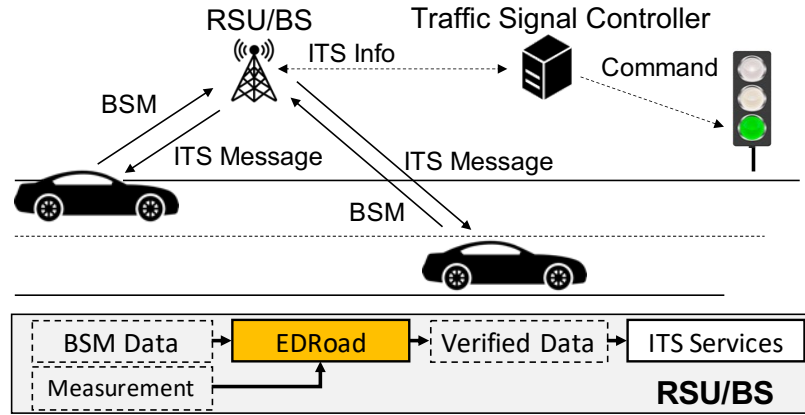 RSU/BS
Traffic Signal Controller
ITS Info
Command
BSM
ITS Message
ITS Message
BSM
BSM Data
EDRoad
Verified Data
ITS Services
Measurement
RSU/BS